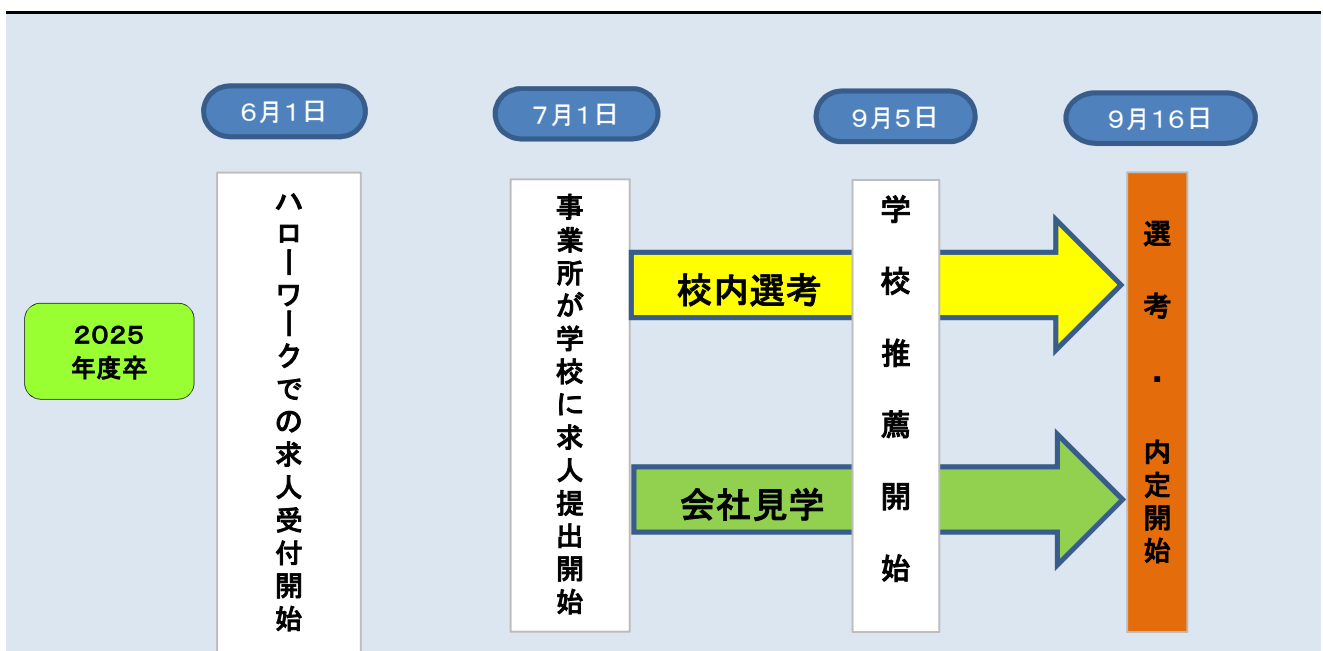 6月1日
7月1日
9月5日
9月16日
2025
年度卒
ハローワークでの求人受付開始
事業所が学校に求人提出開始
校内選考
会社見学
学校推薦開始
選考・内定開始